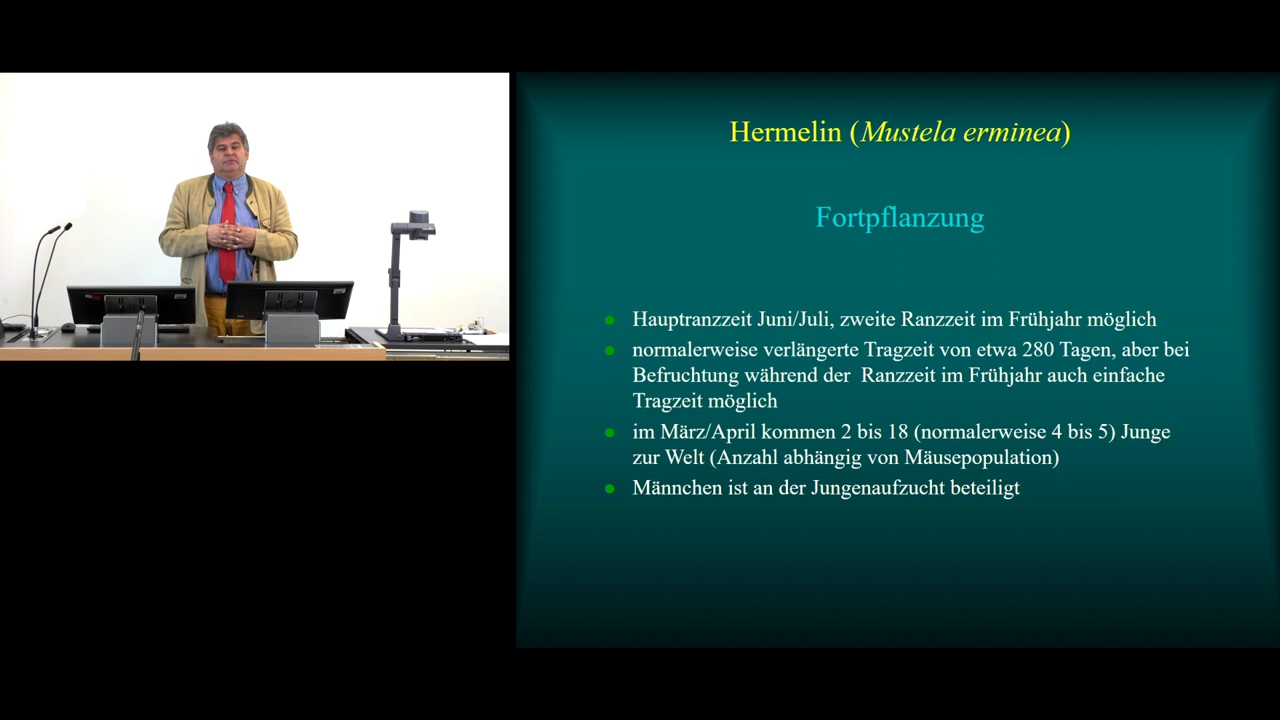 Hermelin (Mustela erminea)
Fortpflanzung
Hauptranzzeit Juni/Juli, zweite Ranzzeit im Frühjahr möglich
normalerweise verlängerte Tragzeit von etwa 280 Tagen, aber bei
Befruchtung während der Ranzzeit im Frühjahr auch einfache
Tragzeit möglich
im März/April kommen 2 bis 18 (normalerweise 4 bis 5) Junge
zur Welt (Anzahl abhängig von Mäusepopulation)
Männchen ist an der Jungenaufzucht beteiligt